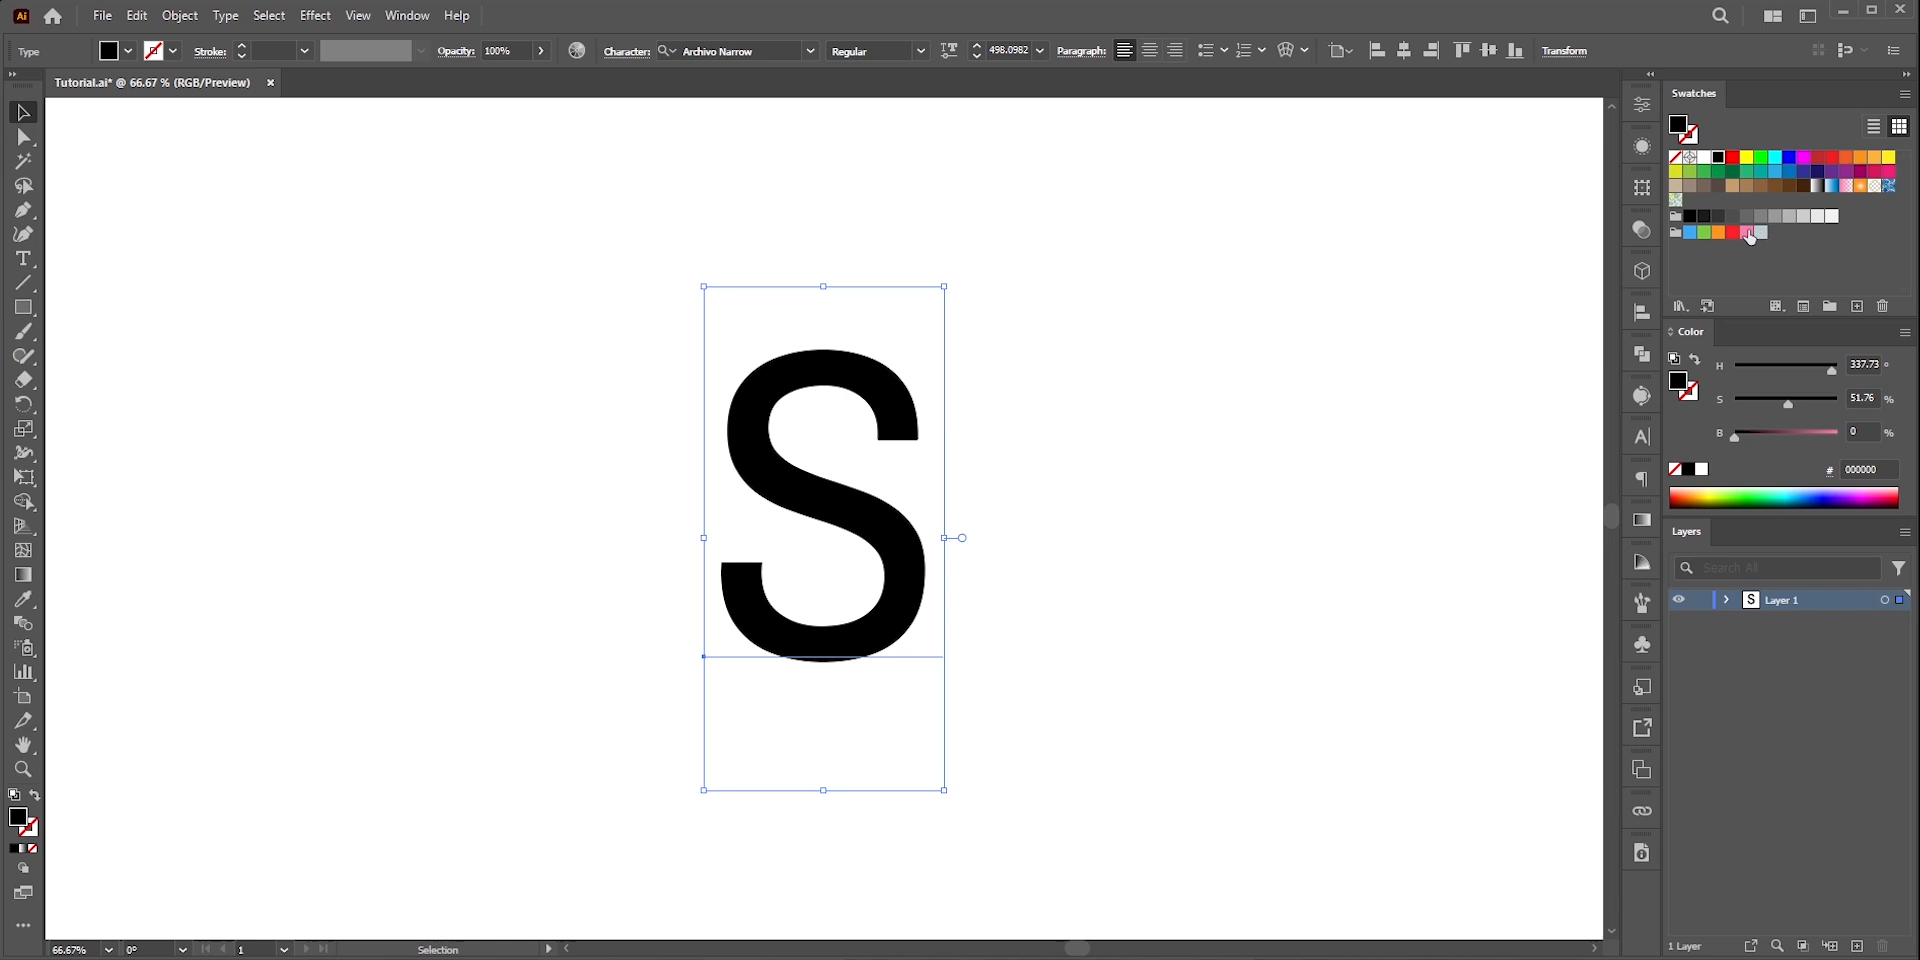 Ai File Edit Object Type Select Effect View Window Help
Type Stroke: Opacity: 100% Character: Archivo Narrow Regular 498.0982 Paragraph: Transform
Tutorial.ai* @ 66.67 % (RGB/Preview)
Swatches
Color
H 337.73 °
S 51.76 %
B 0 %
# 000000
S
Layers
Search All
S Layer 1
66.67% 0° 1 Selection
1 Layer